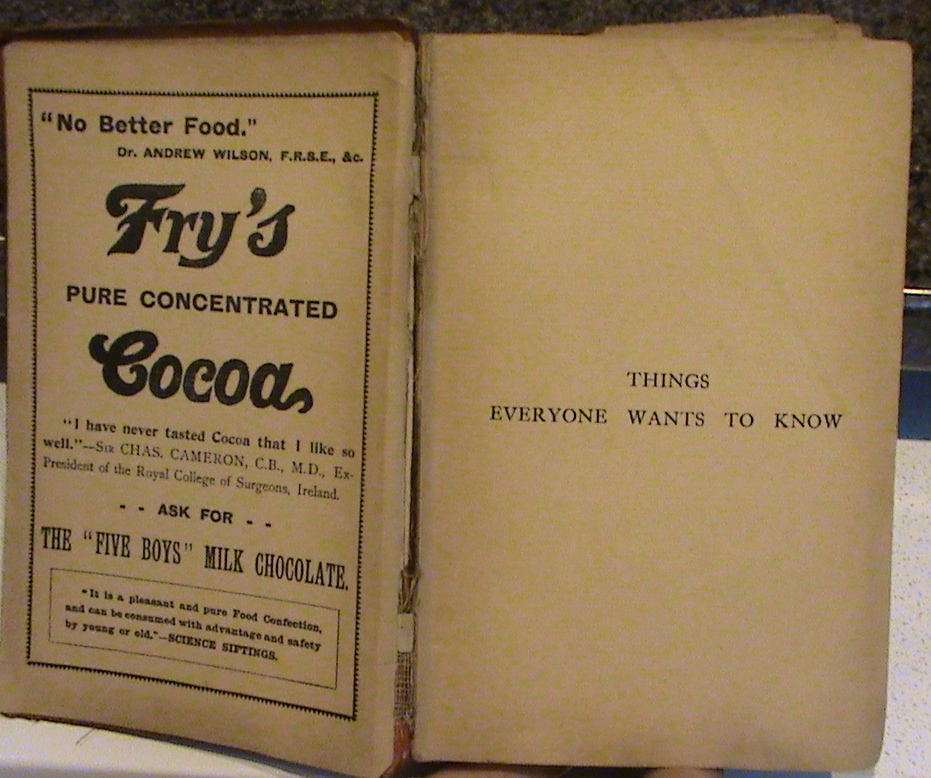 "No Better Food."
Dr. ANDREW WILSON, F.R.S.E., &c.
Fry's
PURE CONCENTRATED
Cocoa
"I have never tasted Cocoa that I like so
well."—Sir CHAS. CAMERON, C.B., M.D., Ex-
President of the Royal College of Surgeons, Ireland.
- - ASK FOR - -
THE "FIVE BOYS" MILK CHOCOLATE.
"It is a pleasant and pure Food Confection,
and can be consumed with advantage and safety
by young or old."—SCIENCE SIFTINGS.
THINGS
EVERYONE WANTS TO KNOW